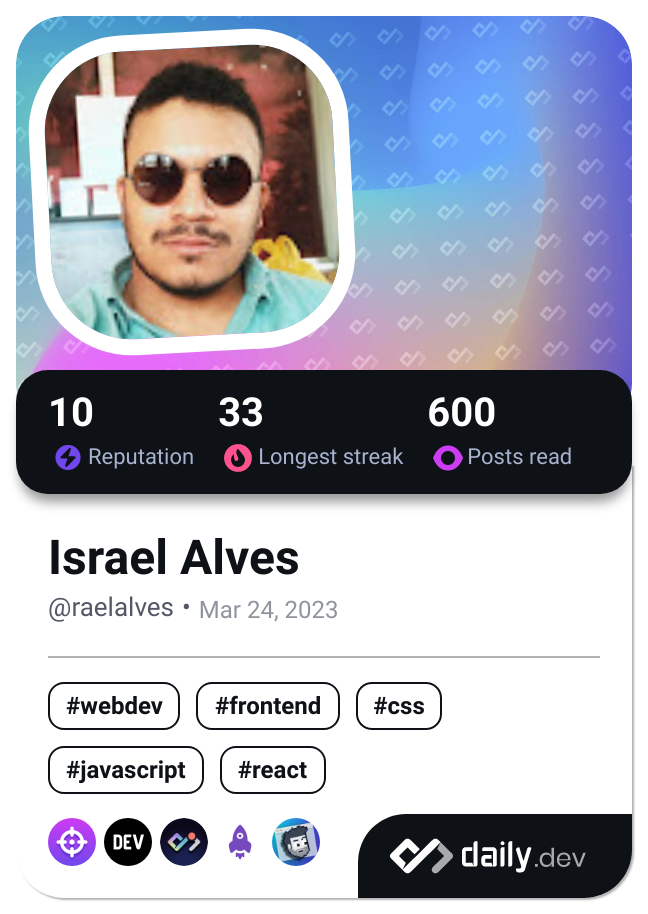 10 33 600
Reputation Longest streak Posts read
Israel Alves
@raelalves • Mar 24, 2023
#webdev #frontend #css
#javascript #react
DEV
daily.dev